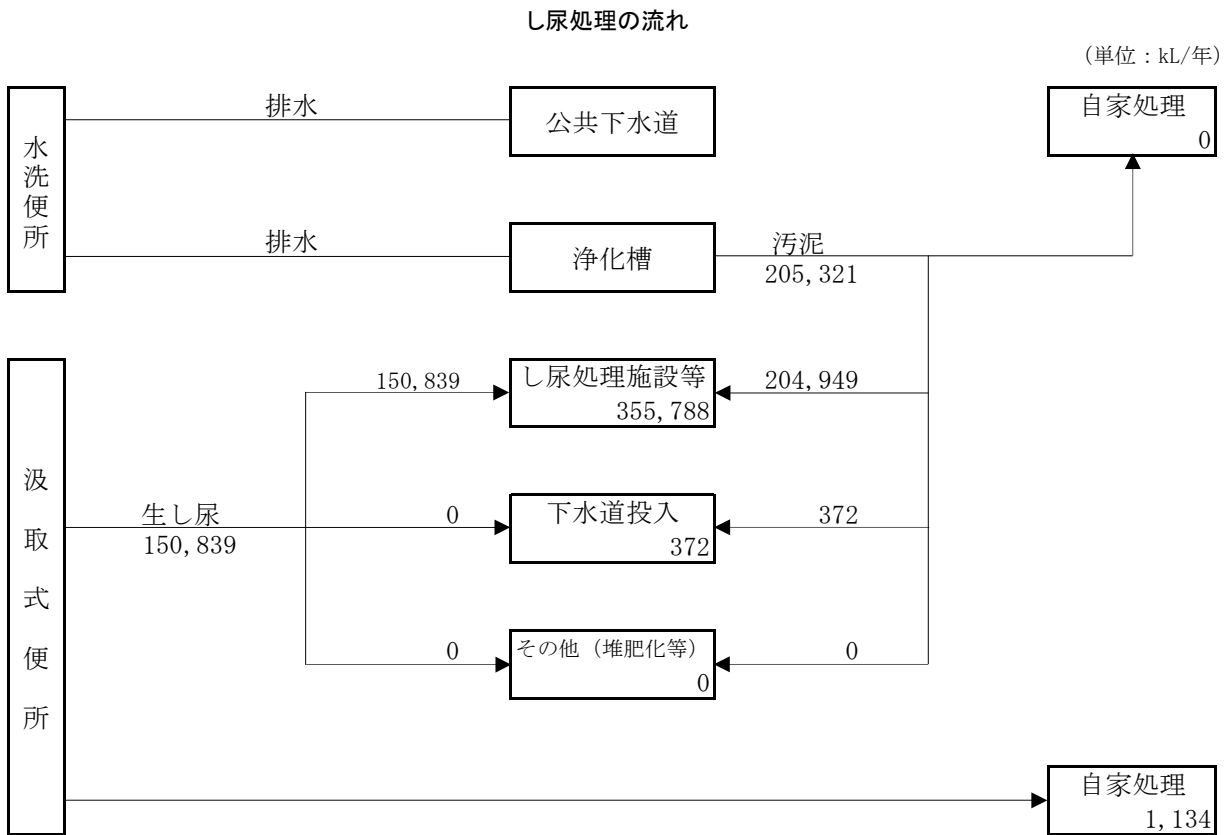 し尿処理の流れ
（単位：kL/年）
水洗便所
排水
公共下水道
自家処理
0
排水
浄化槽
汚泥
205,321
汲取式便所
150,839
し尿処理施設等
355,788
204,949
生し尿
150,839
0
下水道投入
372
372
0
その他（堆肥化等）
0
0
自家処理
1,134